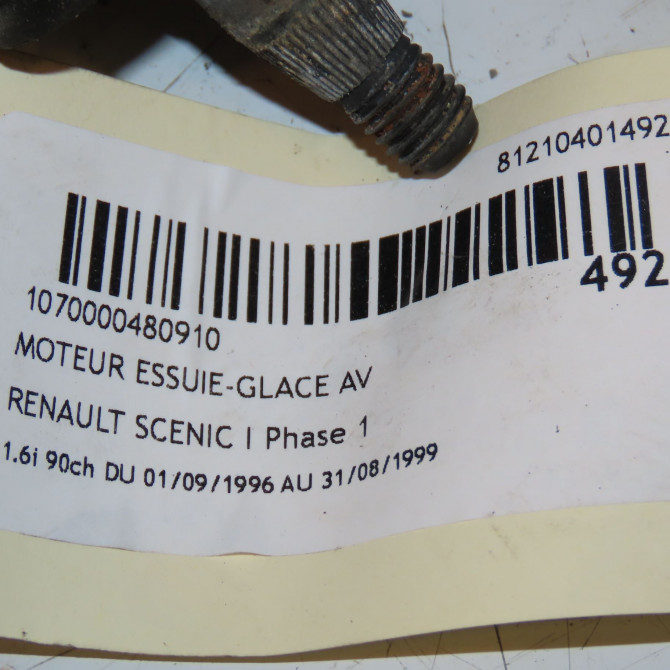 81210401492
492
1070000480910
MOTEUR ESSUIE-GLACE AV
RENAULT SCENIC I Phase 1
1.6i 90ch DU 01/09/1996 AU 31/08/1999